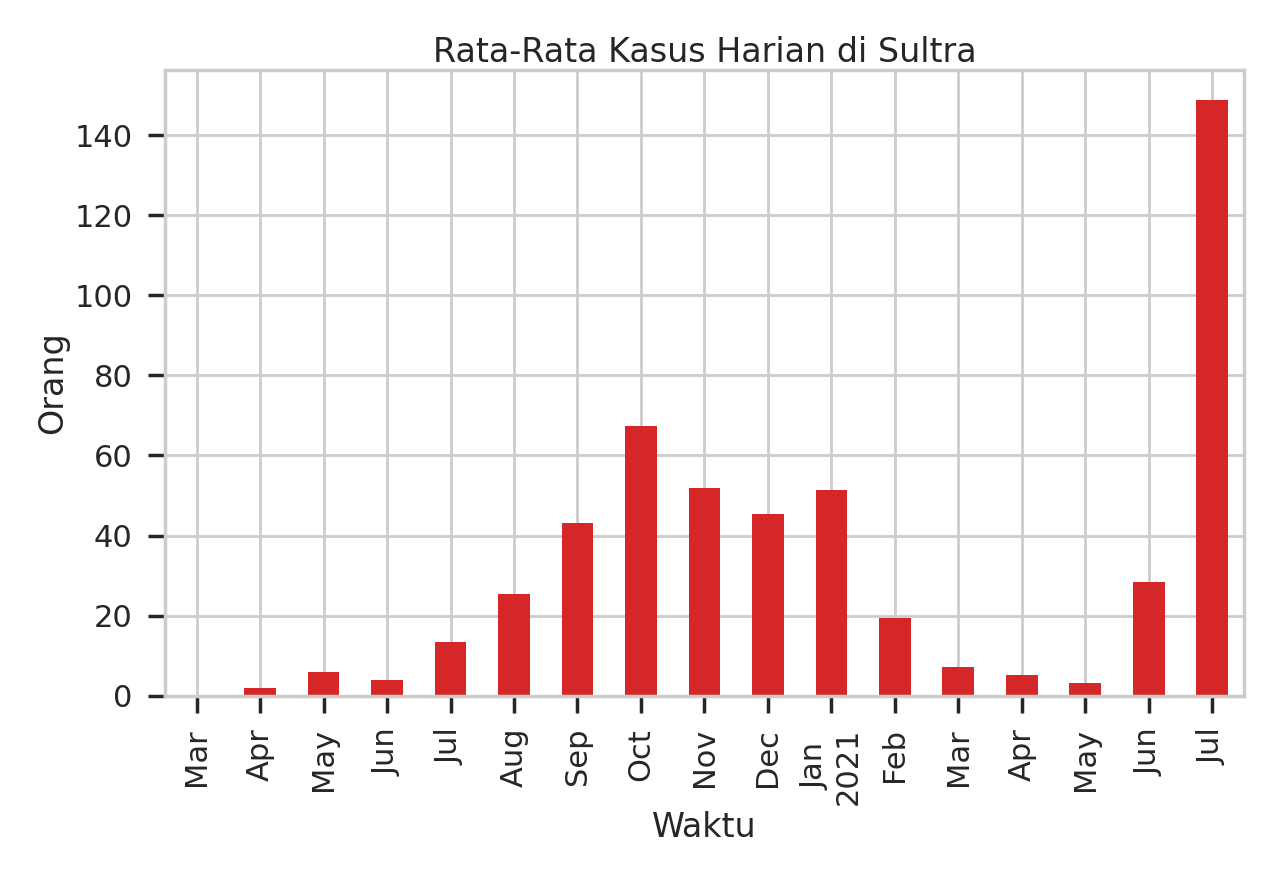 Rata-Rata Kasus Harian di Sultra
Orang
140
120
100
80
60
40
20
0
Mar
Apr
May
Jun
Jul
Aug
Sep
Oct
Nov
Dec
Jan
2021
Feb
Mar
Apr
May
Jun
Jul
Waktu